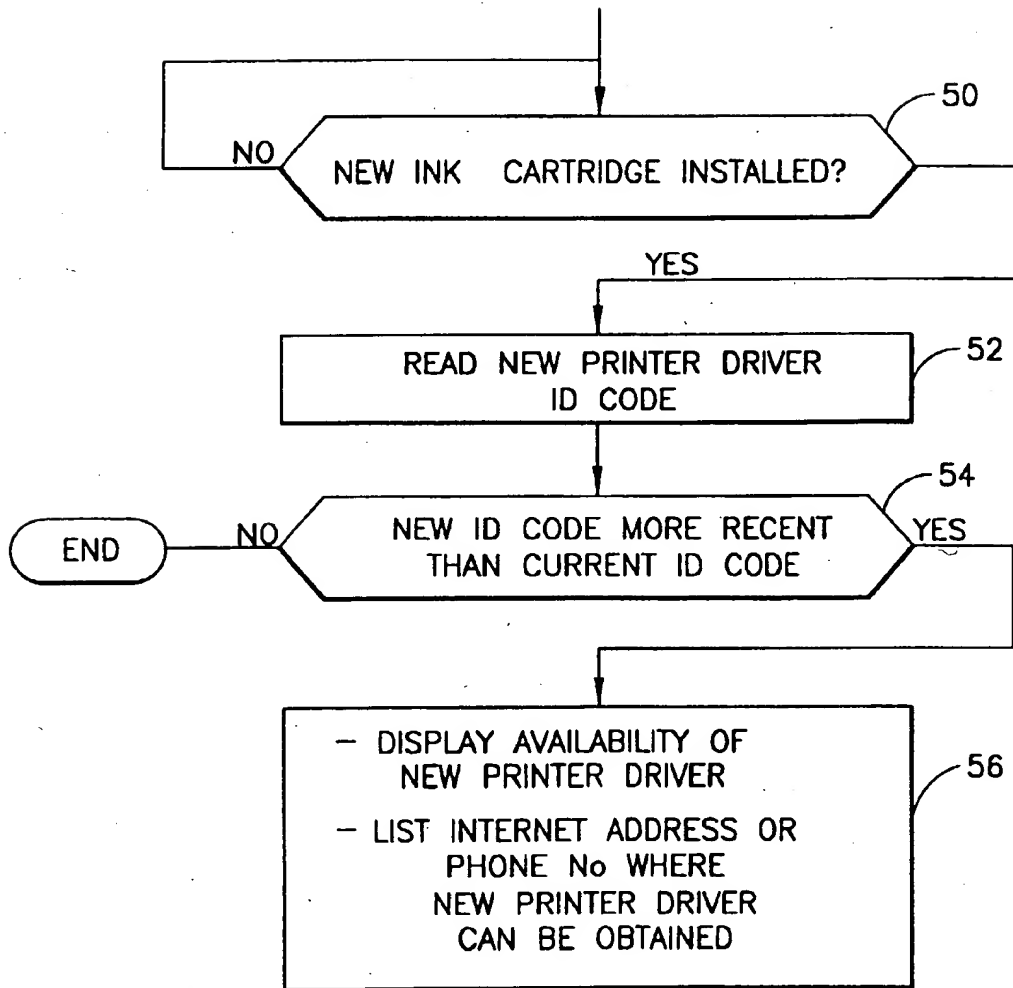 50
NO
NEW INK CARTRIDGE INSTALLED?
YES
READ NEW PRINTER DRIVER
ID CODE
52
54
END
NO
NEW ID CODE MORE RECENT
THAN CURRENT ID CODE
YES
– DISPLAY AVAILABILITY OF
NEW PRINTER DRIVER
– LIST INTERNET ADDRESS OR
PHONE No WHERE
NEW PRINTER DRIVER
CAN BE OBTAINED
56